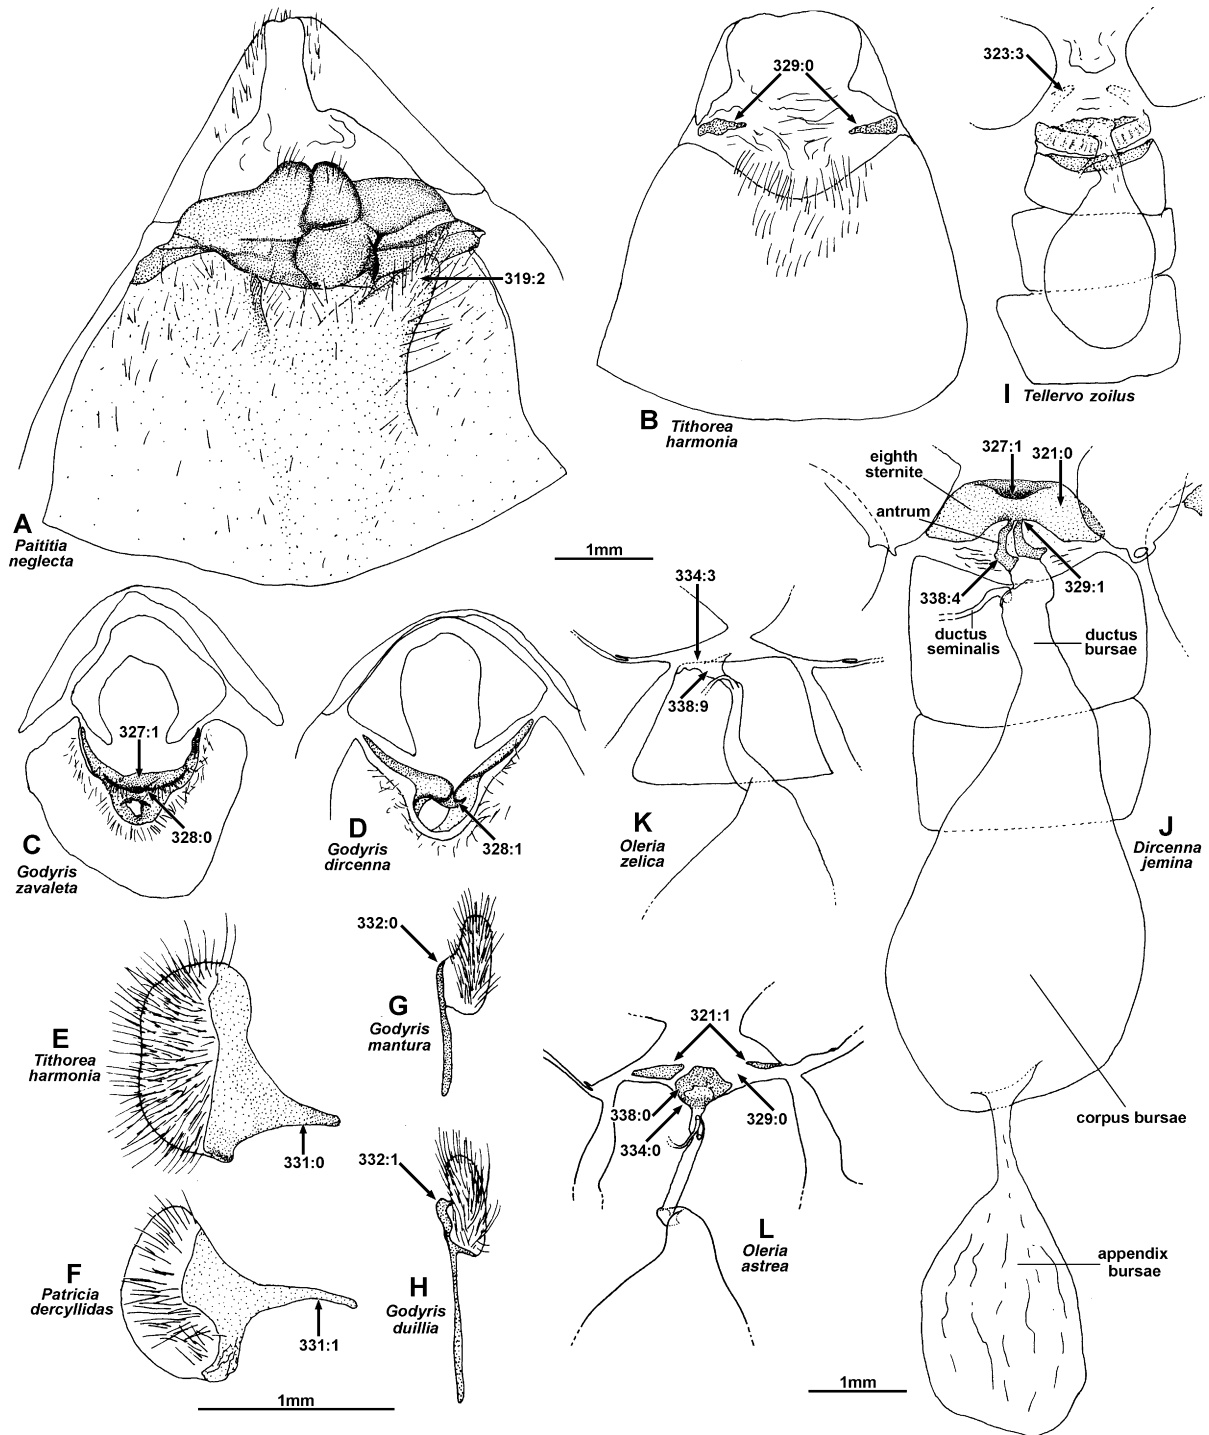 319:2
A
Paititia
neglecta
329:0
B
Tithorea
harmonia
323:3
I Tellervo zoilus
1mm
327:1
328:0
C
Godyris
zavaleta
D
Godyris
dircenna
328:1
334:3
338:9
K
Oleria
zelica
eighth
sternite
327:1
321:0
antrum
338:4
329:1
ductus
seminalis
ductus
bursae
J
Dircenna
jemina
corpus bursae
appendix
bursae
E
Tithorea
harmonia
331:0
F
Patricia
dercyllidas
331:1
1mm
332:0
G
Godyris
mantura
332:1
H
Godyris
duillia
321:1
338:0
329:0
334:0
L
Oleria
astrea
1mm